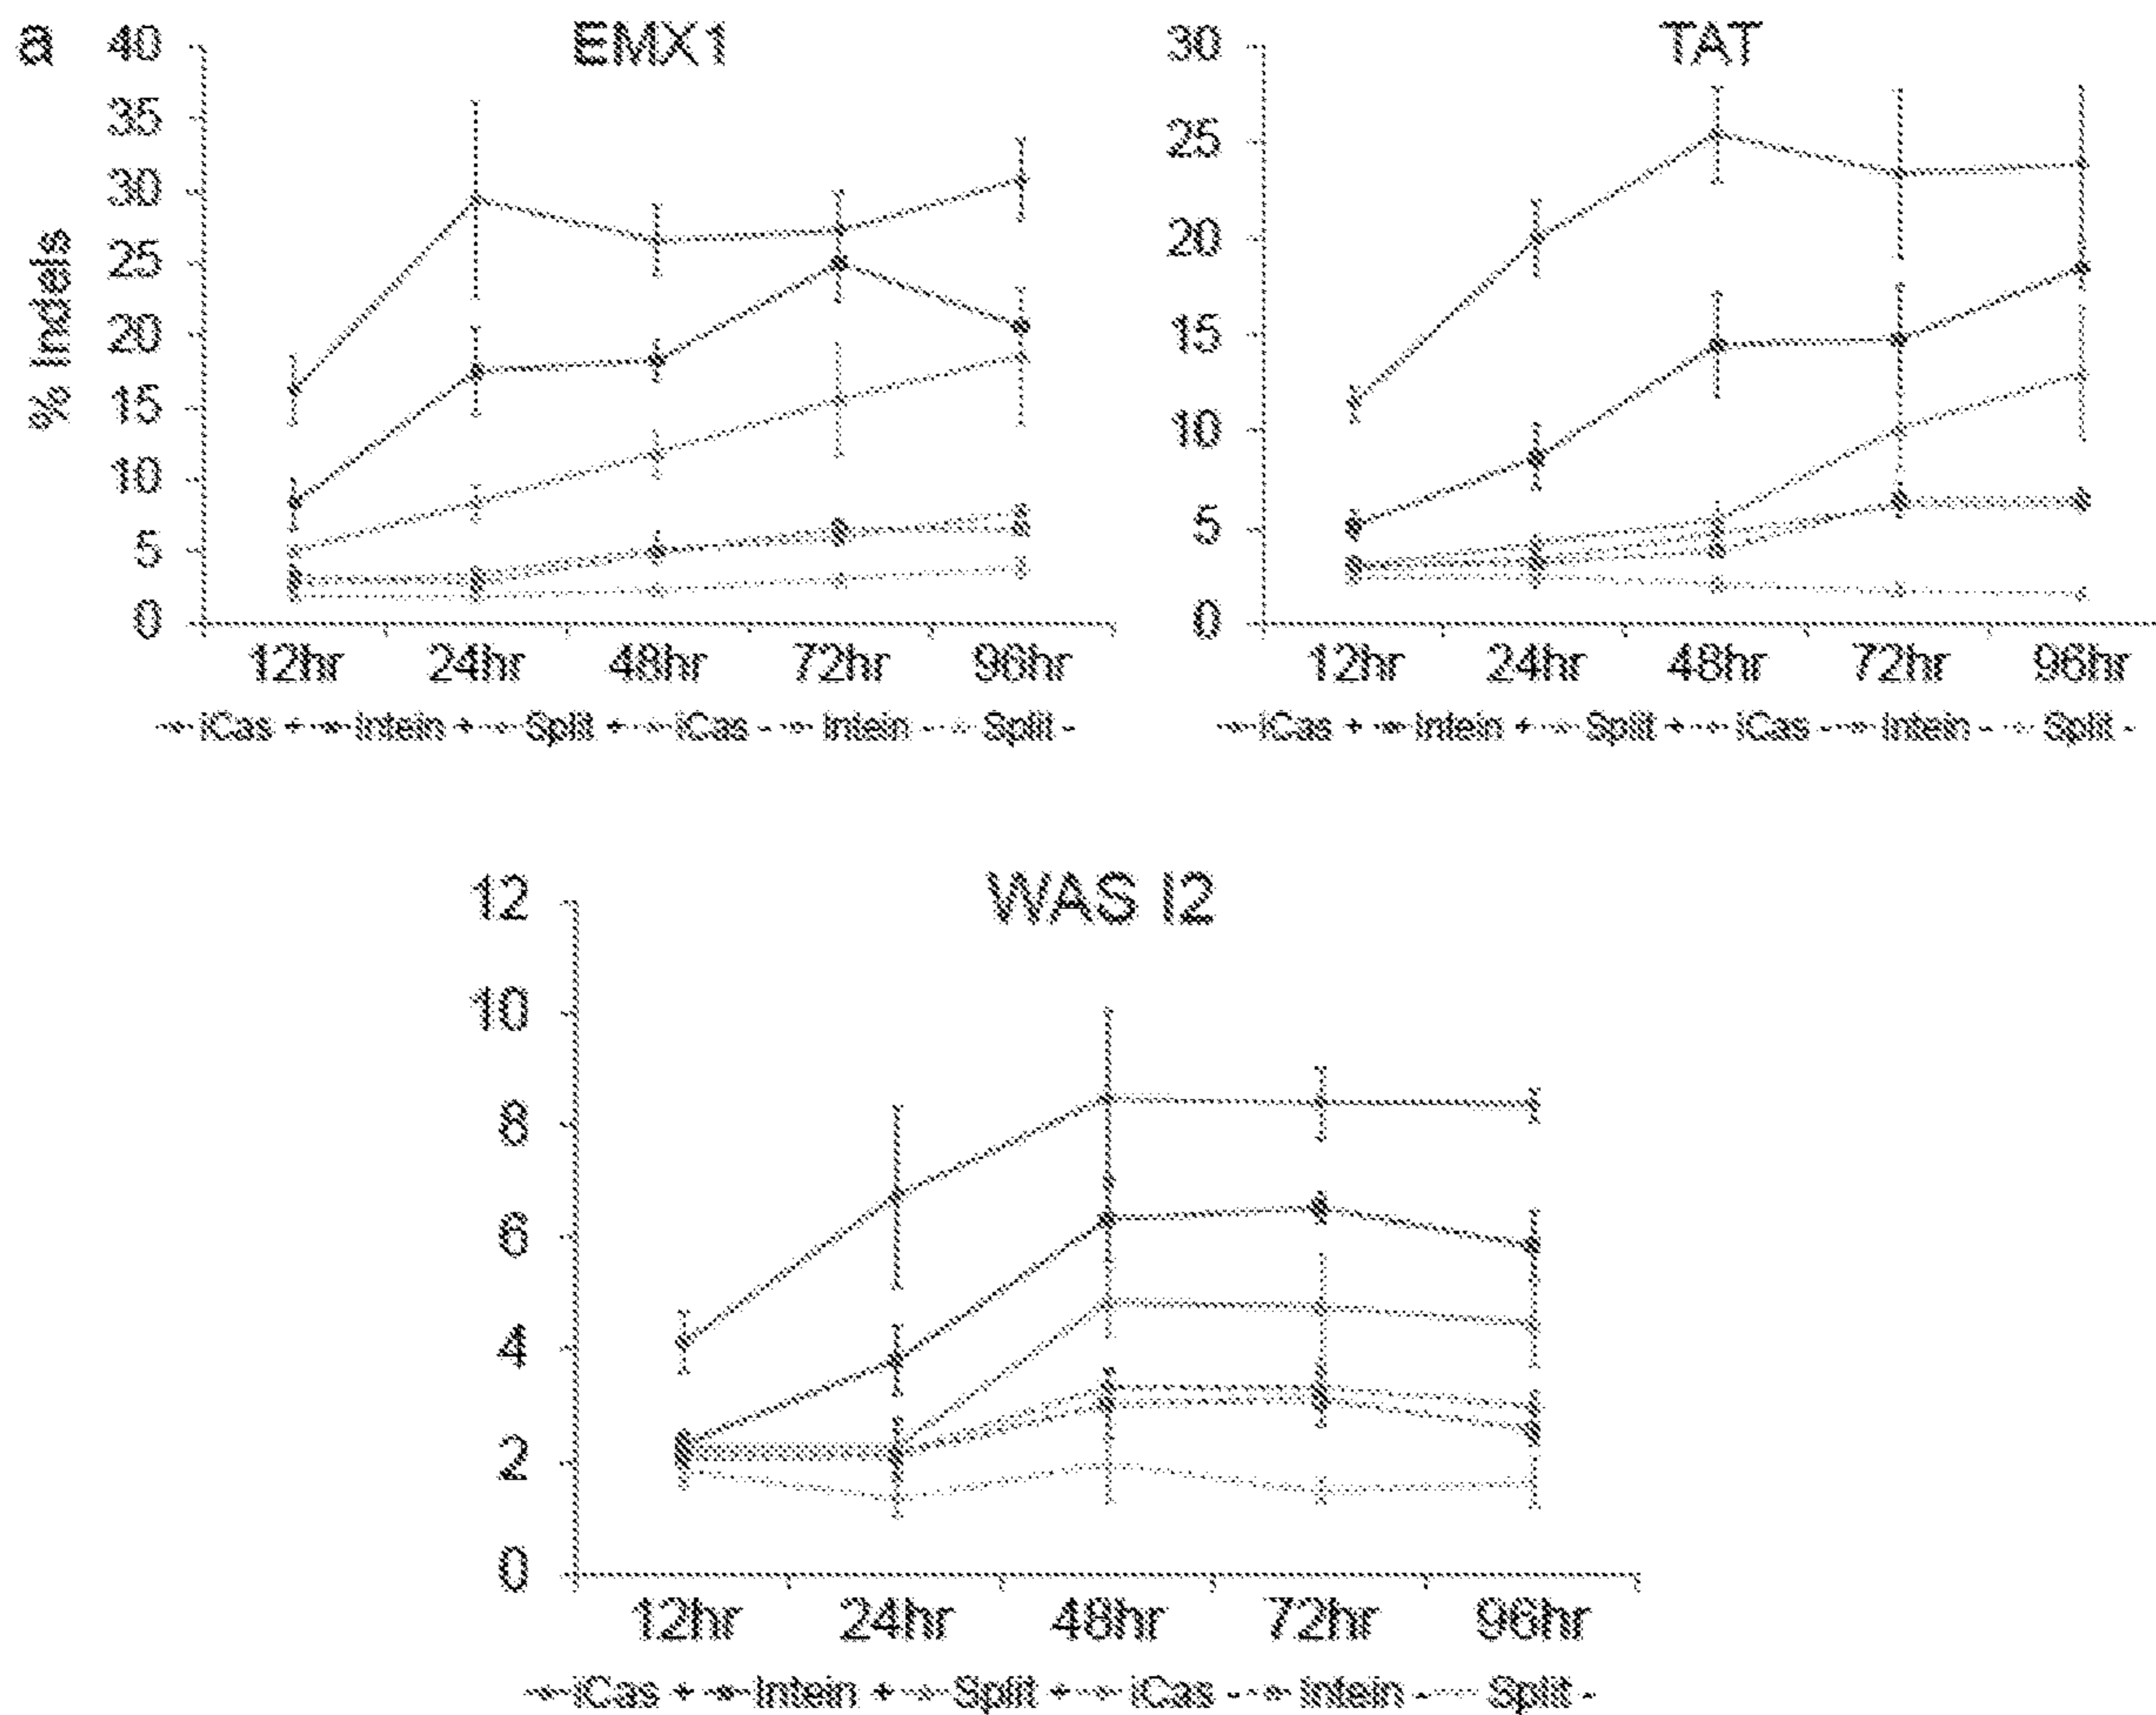 a
EMX1
% Indels
40
35
30
25
20
15
10
5
0
12hr 24hr 48hr 72hr 96hr
iCas + Intein + Split + iCas - Intein - Split -
TAT
30
25
20
15
10
5
0
12hr 24hr 48hr 72hr 96hr
iCas + Intein + Split + iCas - Intein - Split -
WAS I2
12
10
8
6
4
2
0
12hr 24hr 48hr 72hr 96hr
iCas + Intein + Split + iCas - Intein - Split -